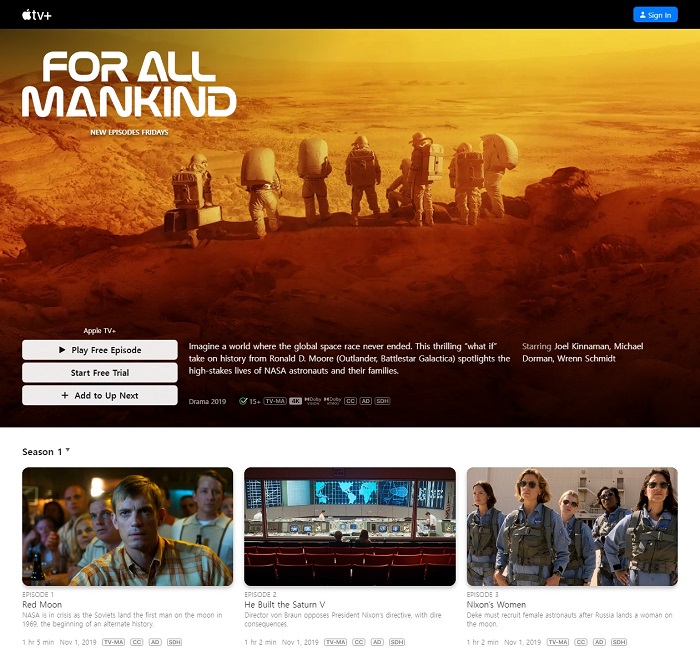 tv+
Sign In
FOR ALL
MANKIND
NEW EPISODES FRIDAYS
Apple TV+
Play Free Episode
Start Free Trial
+ Add to Up Next
Imagine a world where the global space race never ended. This thrilling “what if”
take on history from Ronald D. Moore (Outlander, Battlestar Galactica) spotlights the
high-stakes lives of NASA astronauts and their families.
Starring Joel Kinnaman, Michael
Dorman, Wrenn Schmidt
Drama 2019 15+ TV-MA 4K Dolby VISION Dolby ATMOS CC AD SDH
Season 1
EPISODE 1
Red Moon
NASA is in crisis as the Soviets land the first man on the moon in
1969, the beginning of an alternate history.
1 hr 5 min Nov 1, 2019 TV-MA CC AD SDH
EPISODE 2
He Built the Saturn V
Director von Braun opposes President Nixon's directive, with dire
consequences.
1 hr 2 min Nov 1, 2019 TV-MA CC AD SDH
EPISODE 3
Nixon's Women
Deke must recruit female astronauts after Russia lands a woman on
the moon.
1 hr 2 min Nov 1, 2019 TV-MA CC AD SDH